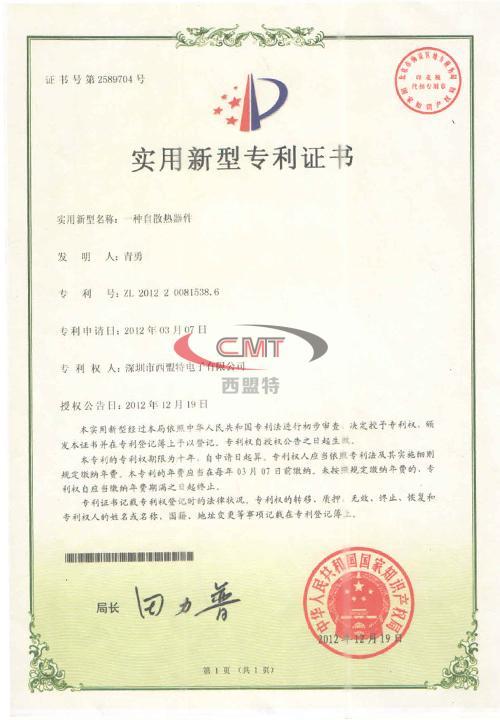 证书号第2589704号
印花税
代扣专用章
国家知识产权局
实用新型专利证书
实用新型名称：一种自散热器件
发明人：青勇
专利号：ZL 2012 2 0081538.6
专利申请日：2012年03月07日
CMT
专利权人：深圳市西盟特电子有限公司
西盟特
授权公告日：2012年12月19日
本实用新型经过本局依照中华人民共和国专利法进行初步审查，决定授予专利权，颁
发本证书并在专利登记簿上予以登记。专利权自授权公告之日起生效。
本专利的专利权期限为十年，自申请日起算。专利权人应当依照专利法及其实施细则
规定缴纳年费。本专利的年费应当在每年03月07日前缴纳。未按照规定缴纳年费的，专
利权自应当缴纳年费期满之日起终止。
专利证书记载专利权登记时的法律状况。专利权的转移、质押、无效、终止、恢复和
专利权人的姓名或名称、国籍、地址变更等事项记载在专利登记簿上。
局长 田力普
中华人民共和国国家知识产权局
2012年12月19日
第1页（共1页）